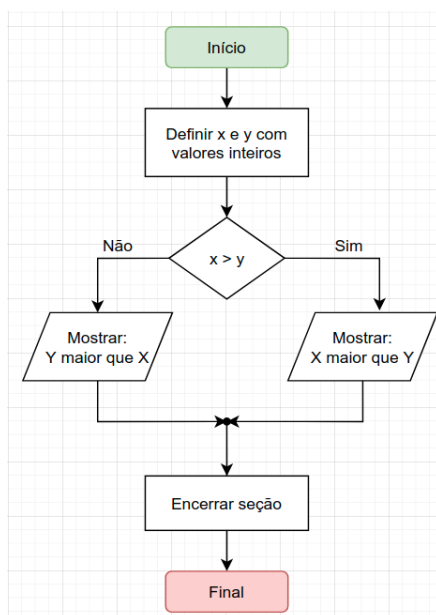 Início
Definir x e y com
valores inteiros
Não
x > y
Sim
Mostrar:
Y maior que X
Mostrar:
X maior que Y
Encerrar seção
Final